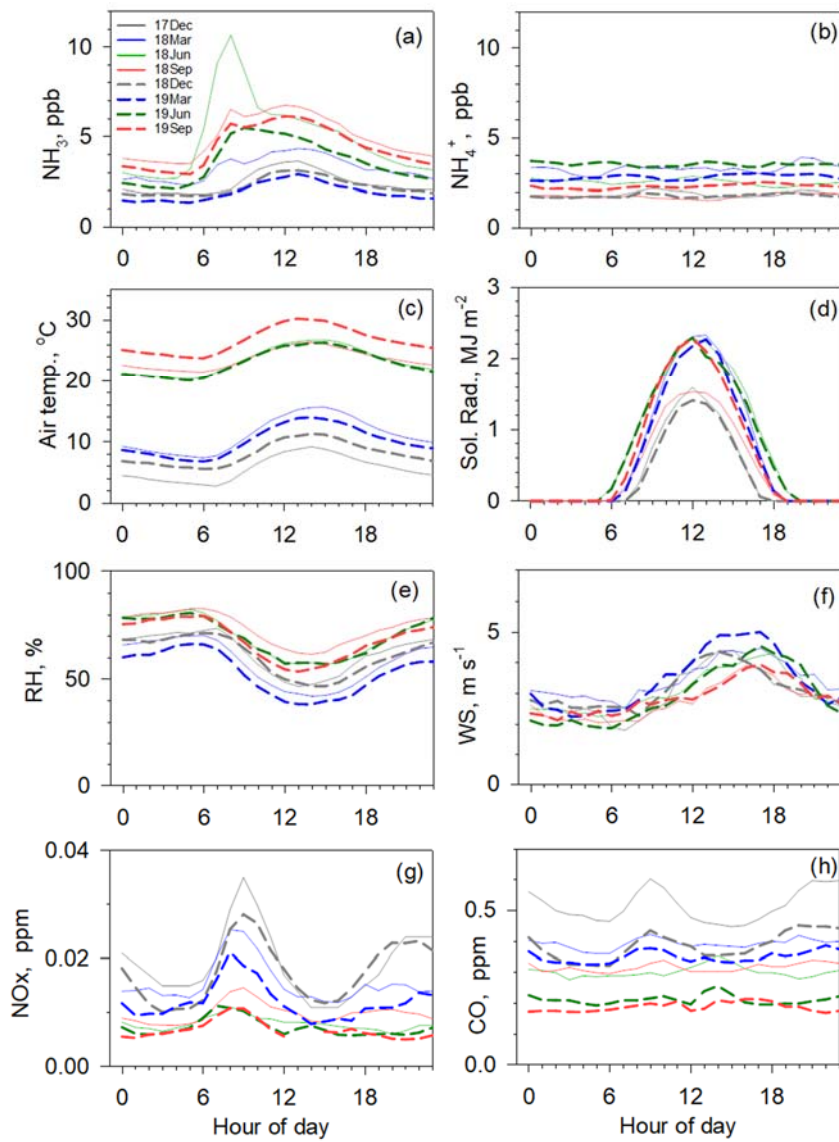 17Dec
18Mar
18Jun
18Sep
18Dec
19Mar
19Jun
19Sep
(a)
NH₃, ppb
10
5
0
0 6 12 18
(b)
NH₄⁺, ppb
10
5
0
0 6 12 18
(c)
Air temp., °C
30
20
10
0
0 6 12 18
(d)
Sol. Rad., MJ m⁻²
3
2
1
0
0 6 12 18
(e)
RH, %
100
50
0
0 6 12 18
(f)
WS, m s⁻¹
5
0
0 6 12 18
(g)
NOx, ppm
0.04
0.02
0.00
0 6 12 18
Hour of day
(h)
CO, ppm
0.5
0.0
0 6 12 18
Hour of day